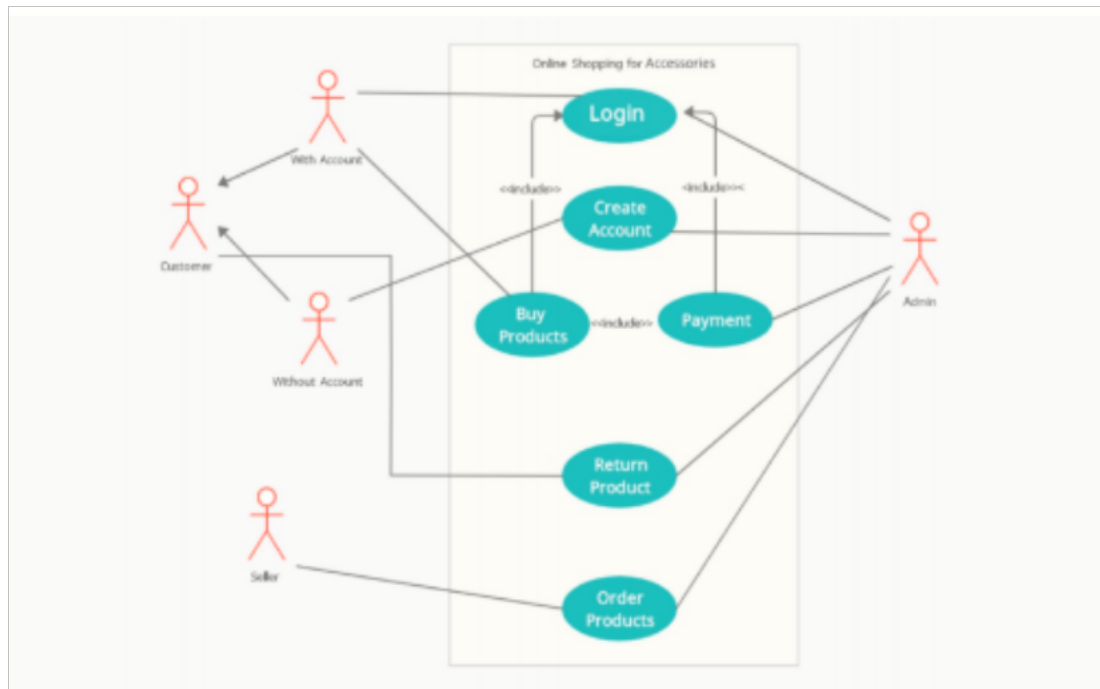 Online Shopping for Accessories
Login
With Account
<<include>>
<include>><
Create
Account
Customer
Admin
Buy
Products
<<include>>
Payment
Without Account
Return
Product
Seller
Order
Products